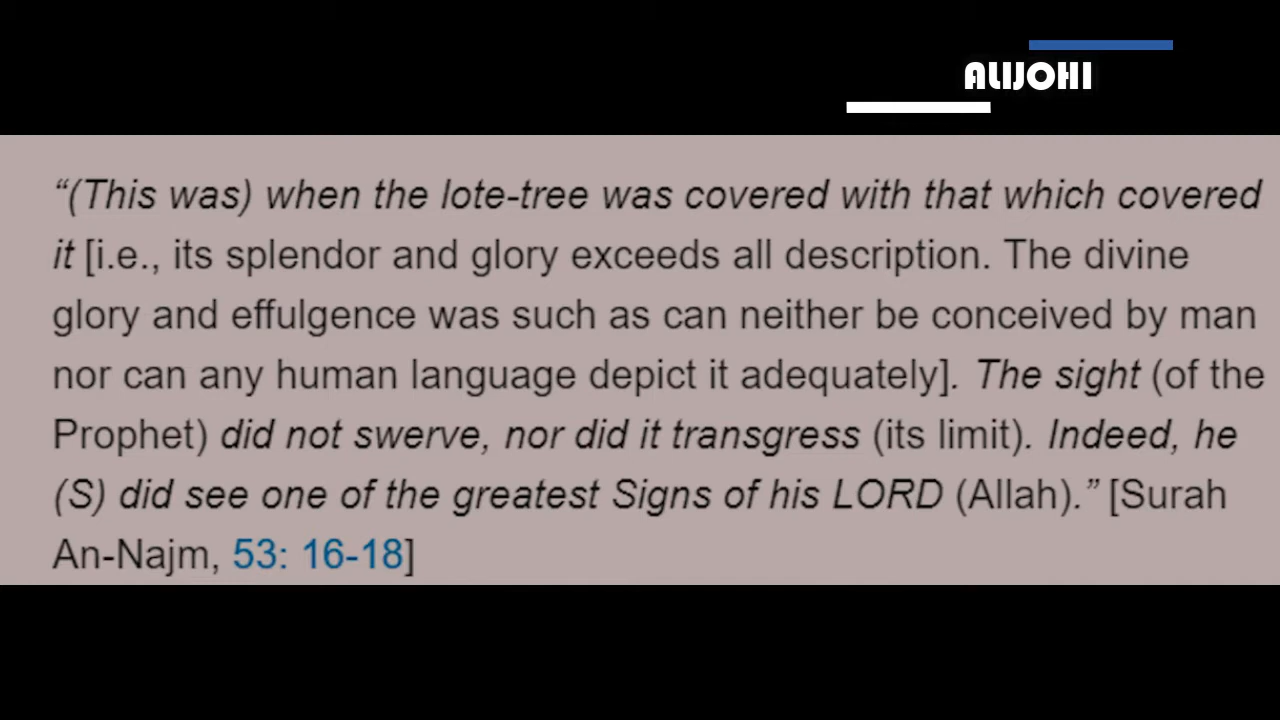 ALIJOHI
“(This was) when the lote-tree was covered with that which covered
it [i.e., its splendor and glory exceeds all description. The divine
glory and effulgence was such as can neither be conceived by man
nor can any human language depict it adequately]. The sight (of the
Prophet) did not swerve, nor did it transgress (its limit). Indeed, he
(S) did see one of the greatest Signs of his LORD (Allah).” [Surah
An-Najm, 53: 16-18]